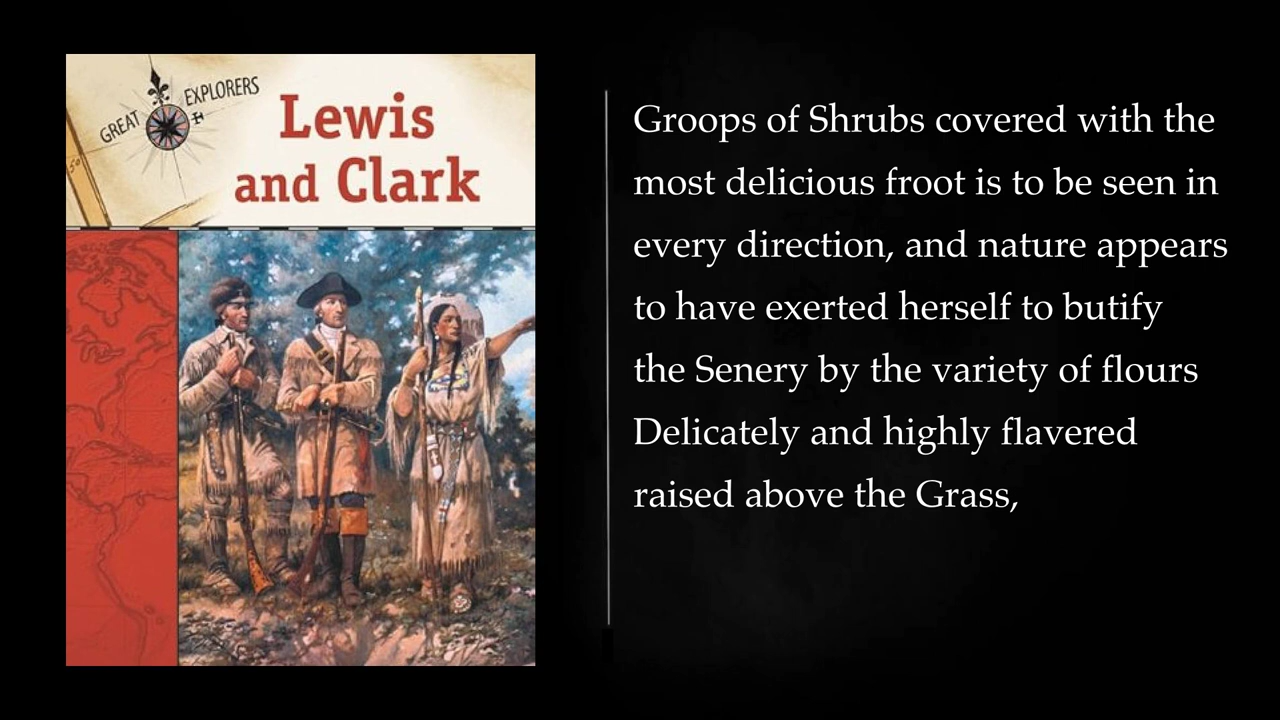 GREAT EXPLORERS
Lewis
and Clark
Groops of Shrubs covered with the
most delicious froot is to be seen in
every direction, and nature appears
to have exerted herself to butify
the Senery by the variety of flours
Delicately and highly flavered
raised above the Grass,